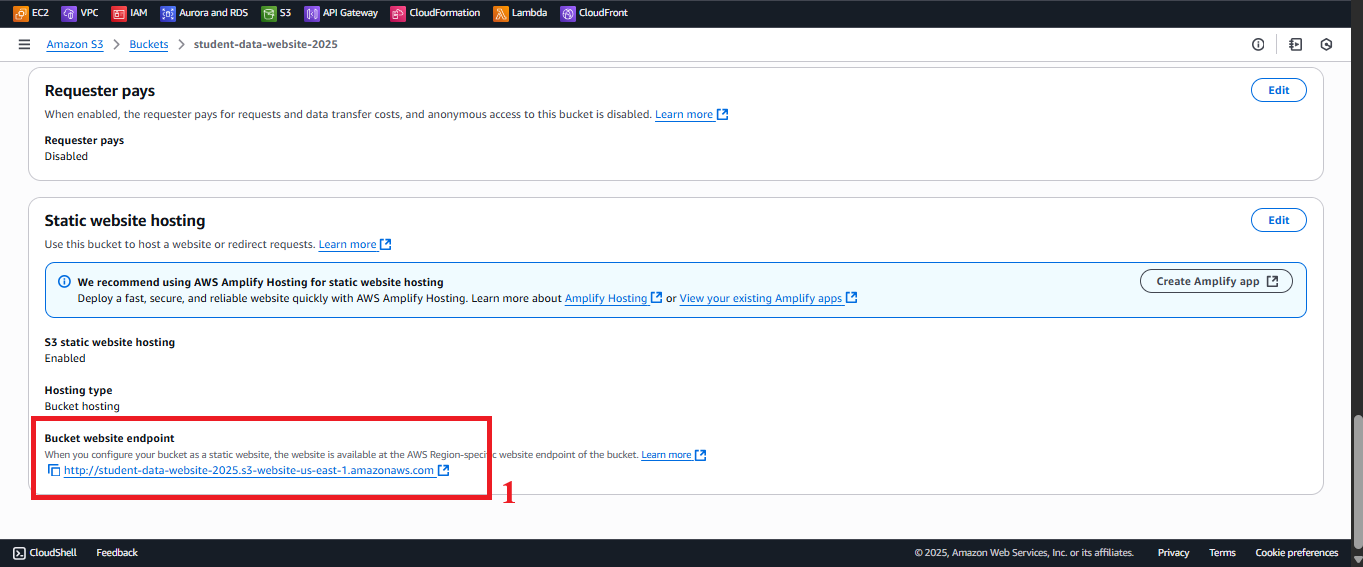 EC2 VPC IAM Aurora and RDS S3 API Gateway CloudFormation Lambda CloudFront
Amazon S3 > Buckets > student-data-website-2025
Requester pays
Edit
When enabled, the requester pays for requests and data transfer costs, and anonymous access to this bucket is disabled. Learn more
Requester pays
Disabled
Static website hosting
Edit
Use this bucket to host a website or redirect requests. Learn more
We recommend using AWS Amplify Hosting for static website hosting
Deploy a fast, secure, and reliable website quickly with AWS Amplify Hosting. Learn more about Amplify Hosting or View your existing Amplify apps
Create Amplify app
S3 static website hosting
Enabled
Hosting type
Bucket hosting
Bucket website endpoint
When you configure your bucket as a static website, the website is available at the AWS Region-specific website endpoint of the bucket. Learn more
http://student-data-website-2025.s3-website-us-east-1.amazonaws.com
1
CloudShell Feedback © 2025, Amazon Web Services, Inc. or its affiliates. Privacy Terms Cookie preferences